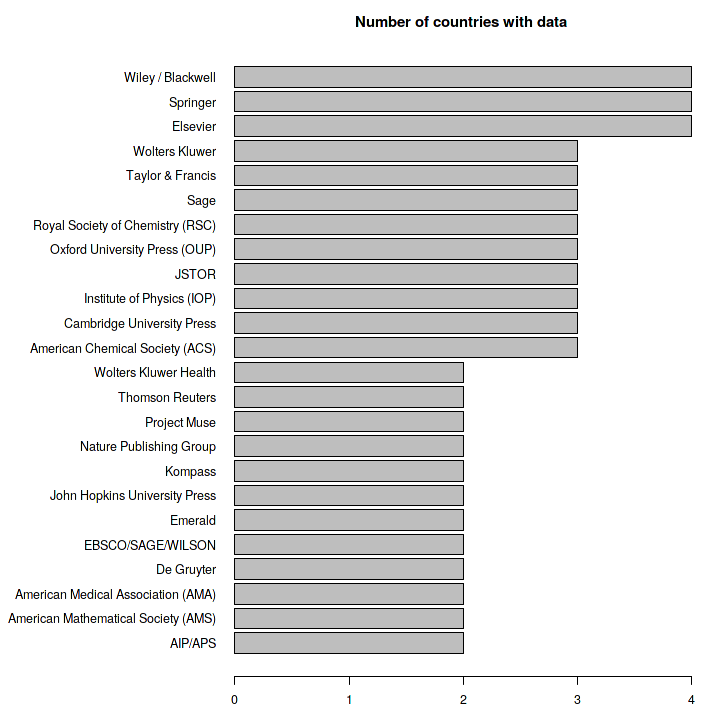 Number of countries with data
Wiley / Blackwell
Springer
Elsevier
Wolters Kluwer
Taylor & Francis
Sage
Royal Society of Chemistry (RSC)
Oxford University Press (OUP)
JSTOR
Institute of Physics (IOP)
Cambridge University Press
American Chemical Society (ACS)
Wolters Kluwer Health
Thomson Reuters
Project Muse
Nature Publishing Group
Kompass
John Hopkins University Press
Emerald
EBSCO/SAGE/WILSON
De Gruyter
American Medical Association (AMA)
American Mathematical Society (AMS)
AIP/APS
0 1 2 3 4